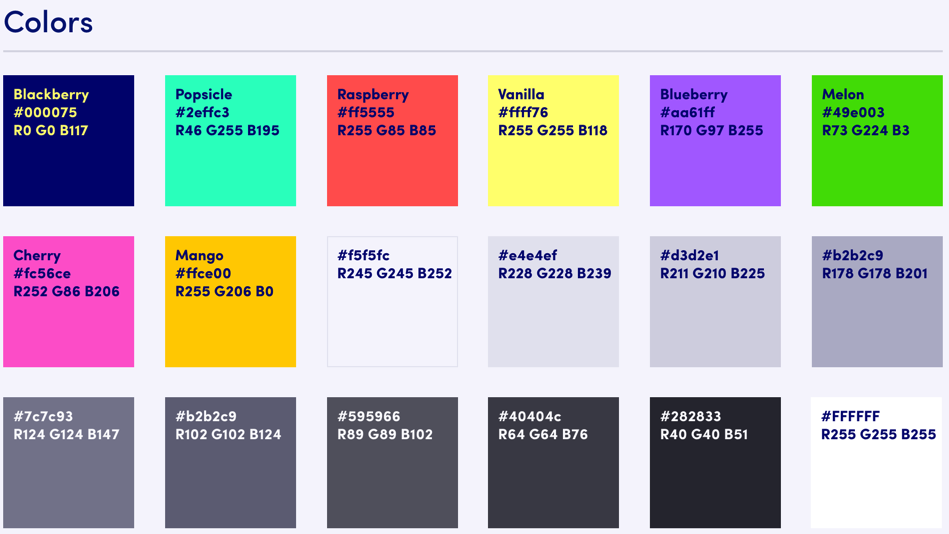 Colors
Blackberry
#000075
R0 G0 B117
Popsicle
#2effc3
R46 G255 B195
Raspberry
#ff5555
R255 G85 B85
Vanilla
#ffff76
R255 G255 B118
Blueberry
#aa61ff
R170 G97 B255
Melon
#49e003
R73 G224 B3
Cherry
#fc56ce
R252 G86 B206
Mango
#ffce00
R255 G206 B0
#f5f5fc
R245 G245 B252
#e4e4ef
R228 G228 B239
#d3d2e1
R211 G210 B225
#b2b2c9
R178 G178 B201
#7c7c93
R124 G124 B147
#b2b2c9
R102 G102 B124
#595966
R89 G89 B102
#40404c
R64 G64 B76
#282833
R40 G40 B51
#FFFFFF
R255 G255 B255